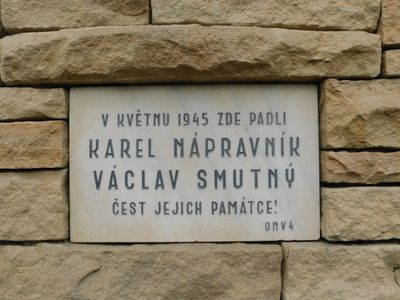 V KVĚTNU 1945 ZDE PADLI
KAREL NÁPRAVNÍK
VÁCLAV SMUTNÝ
ČEST JEJICH PAMÁTCE!
ONV4